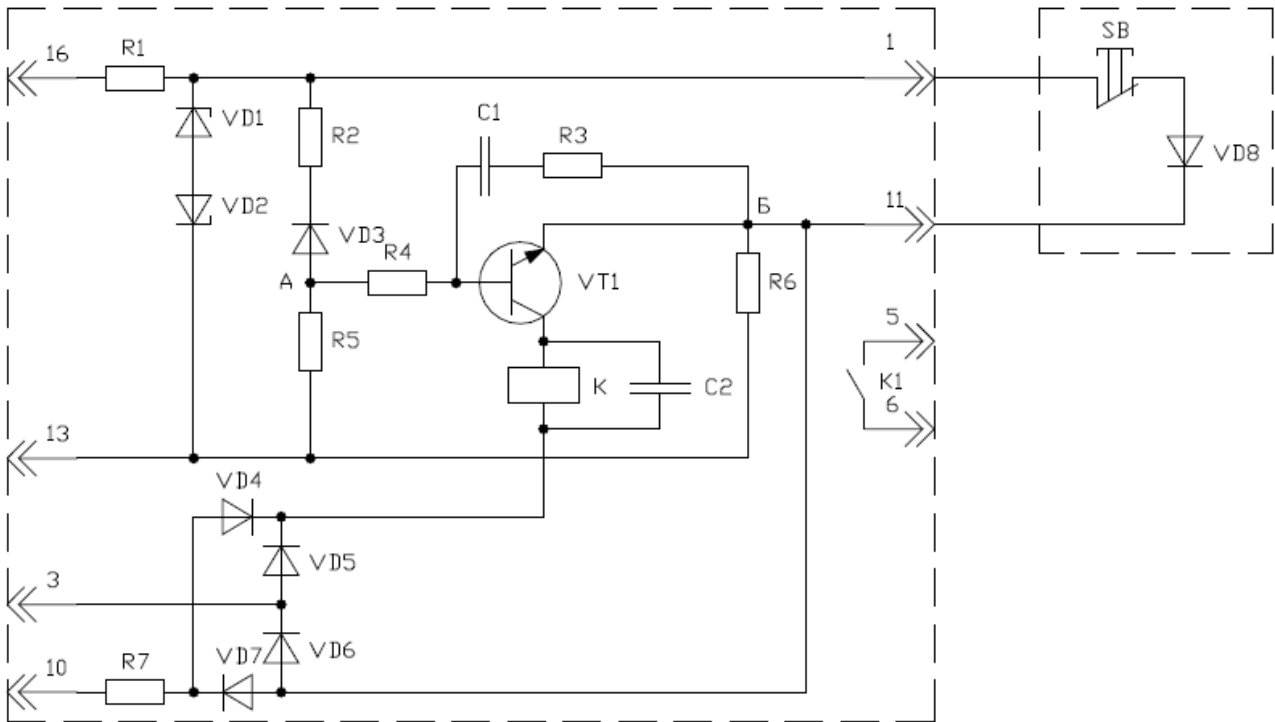 16
R1
1
SB
VD1
R2
C1
R3
VD8
VD2
VD3
R4
Б
11
А
VT1
R6
R5
5
K
C2
K1
6
13
VD4
VD5
3
10
R7
VD7
VD6